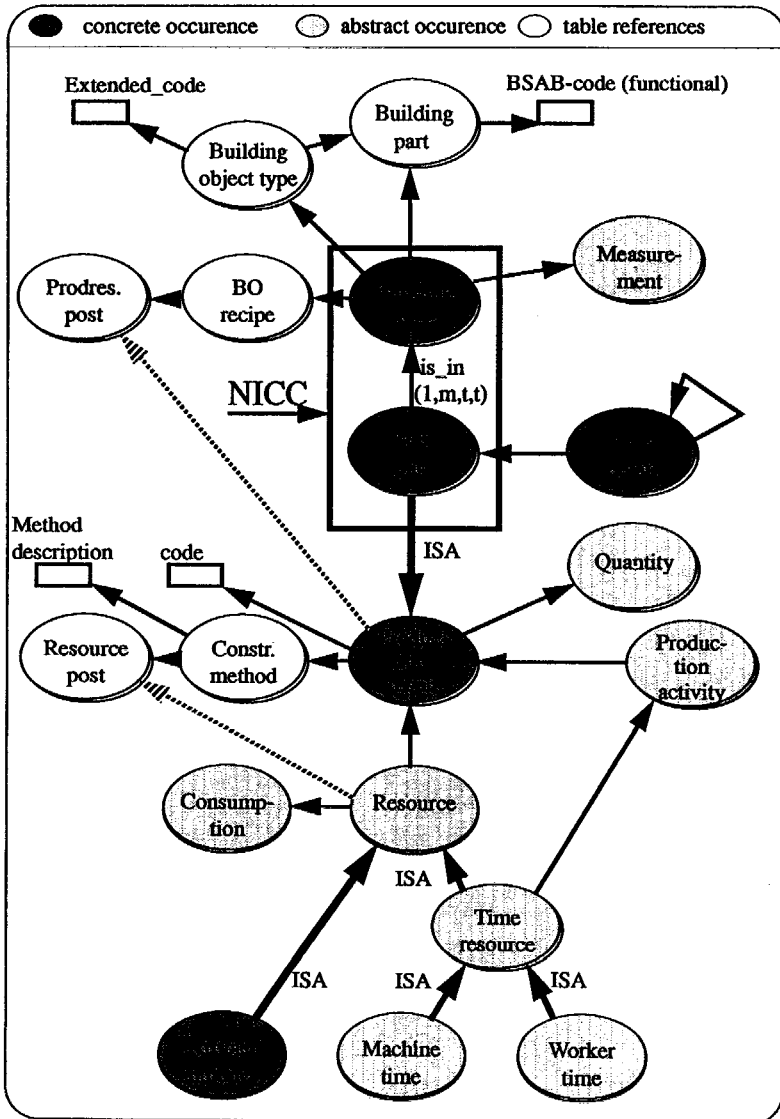 concrete occurence
abstract occurence
table references
Extended_code
BSAB-code (functional)
Building
part
Building
object type
Measure-
ment
Prodres.
post
BO
recipe
is_in
(1,m,t,t)
NICC
Method
description
code
ISA
Quantity
Resource
post
Constr.
method
Produc-
tion
activity
Consump-
tion
Resource
ISA
Time
resource
ISA
ISA
ISA
Machine
time
Worker
time